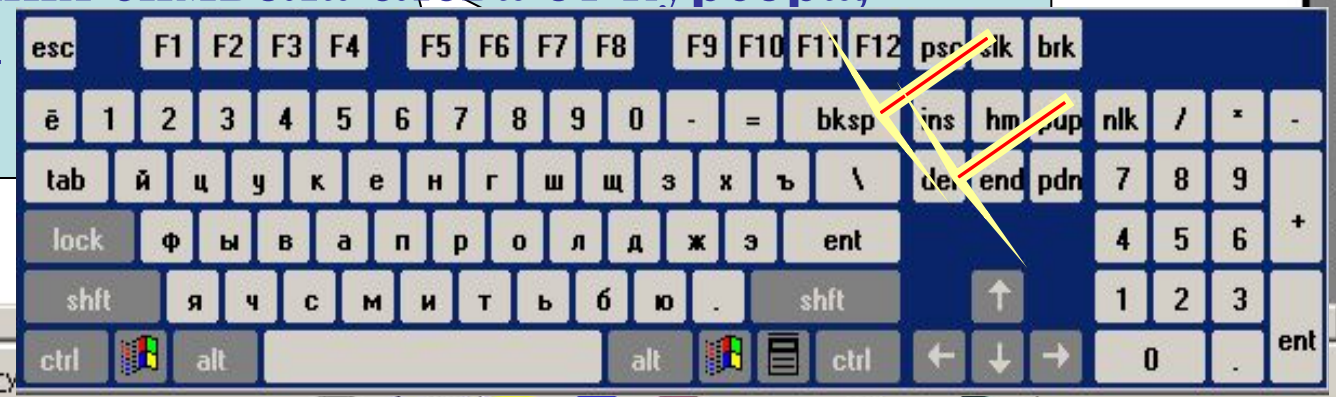 esc F1 F2 F3 F4 F5 F6 F7 F8 F9 F10 F11 F12 psc slk brk
ё 1 2 3 4 5 6 7 8 9 0 - = bksp ins hm pup nlk / * -
tab й ц у к е н г ш щ з х ъ \ del end pdn 7 8 9 +
lock ф ы в а п р о л д ж э ent 4 5 6
shft я ч с м и т ь б ю . shft ↑ 1 2 3 ent
ctrl alt alt ctrl ← ↓ → 0 .